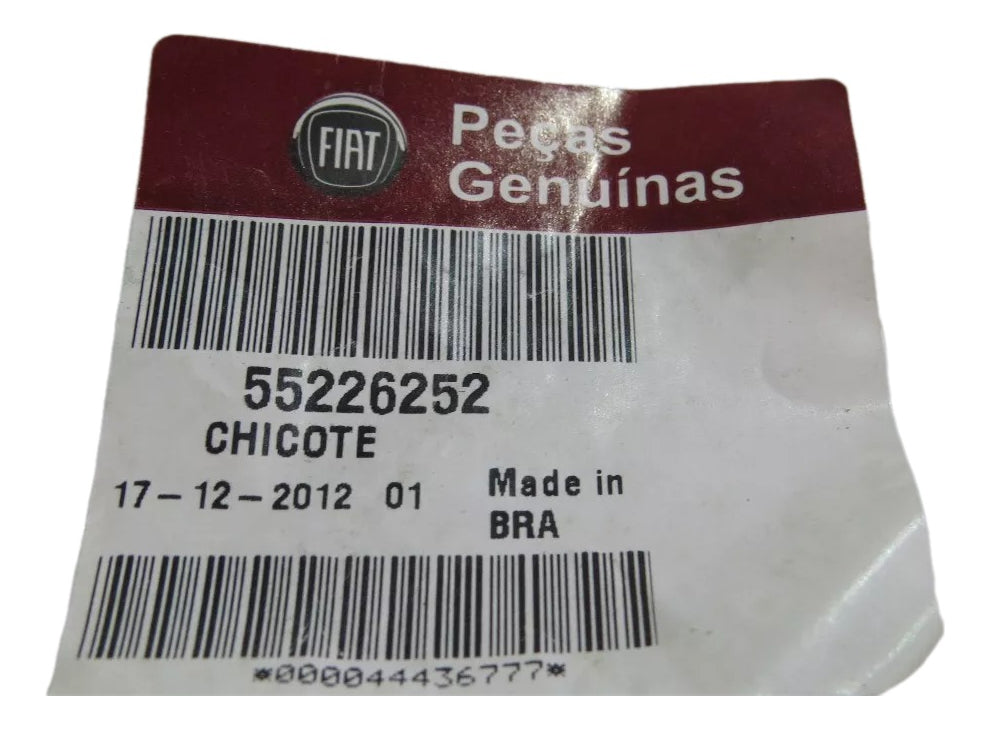 FIAT
Peças
Genuínas
55226252
CHICOTE
17-12-2012 01
Made in
BRA
*000044436777*